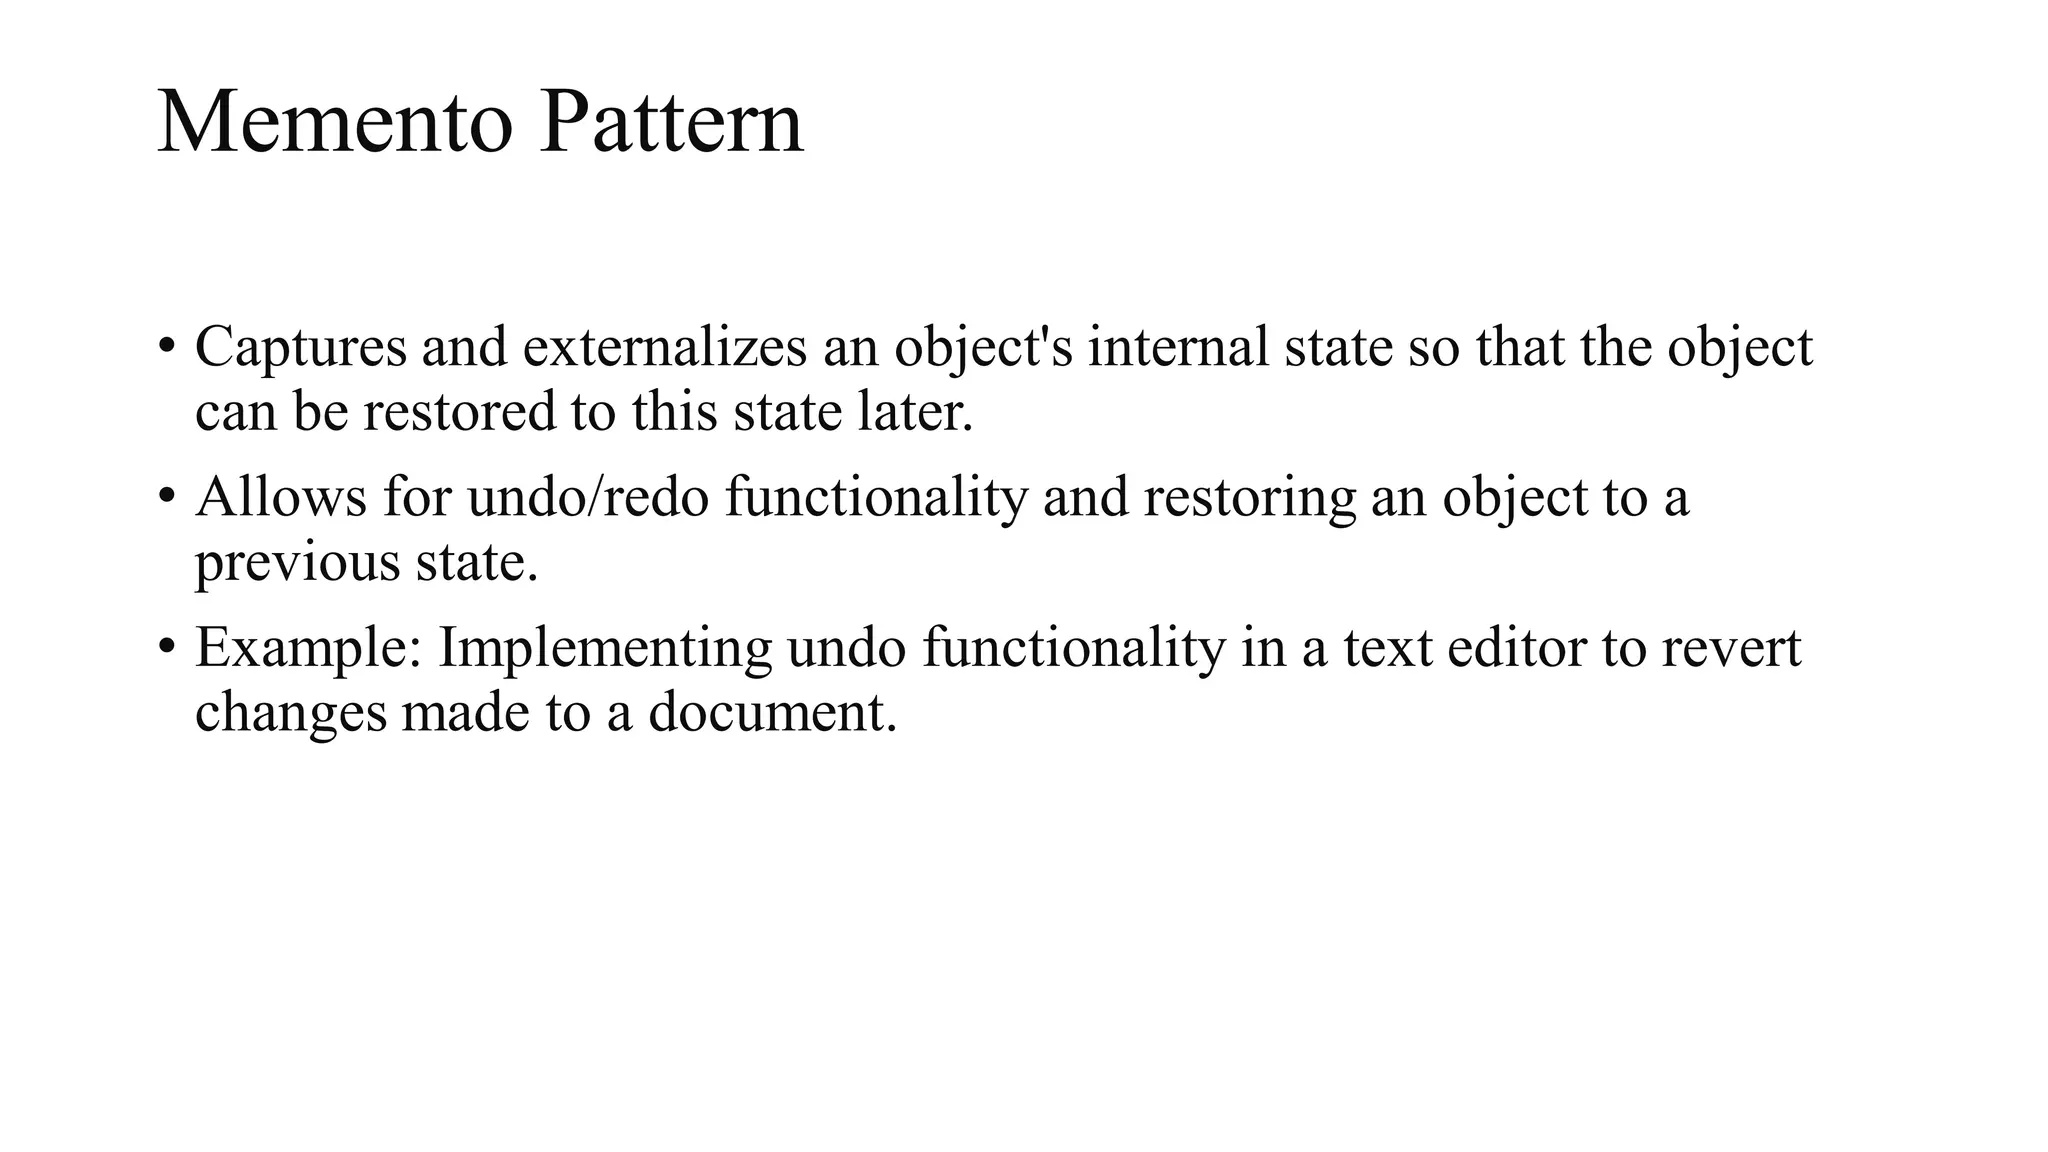 Memento Pattern
• Captures and externalizes an object's internal state so that the object
can be restored to this state later.
• Allows for undo/redo functionality and restoring an object to a
previous state.
• Example: Implementing undo functionality in a text editor to revert
changes made to a document.